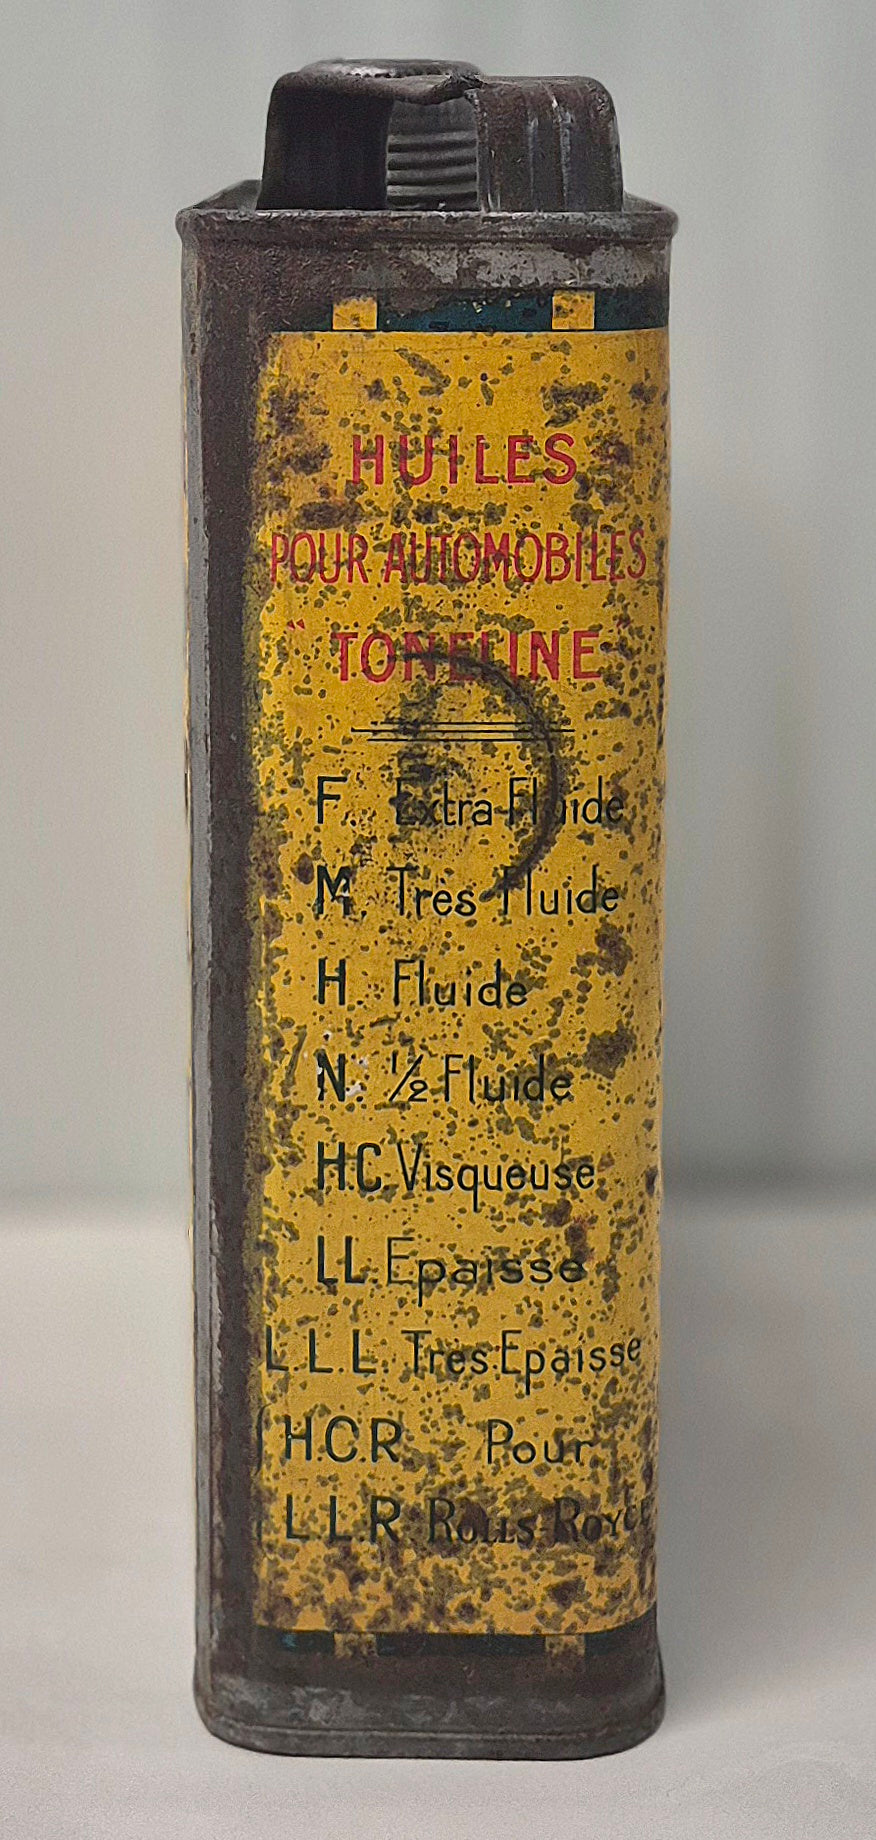 HUILES
POUR AUTOMOBILES
" TONELINE "
F. Extra-Fluide
M. Tres Fluide
H. Fluide
N. ½ Fluide
H.C. Visqueuse
LL. Epaisse
L.L.L. Tres Epaisse
H.C.R. Pour
L.L.R. ROLLS-ROYCE